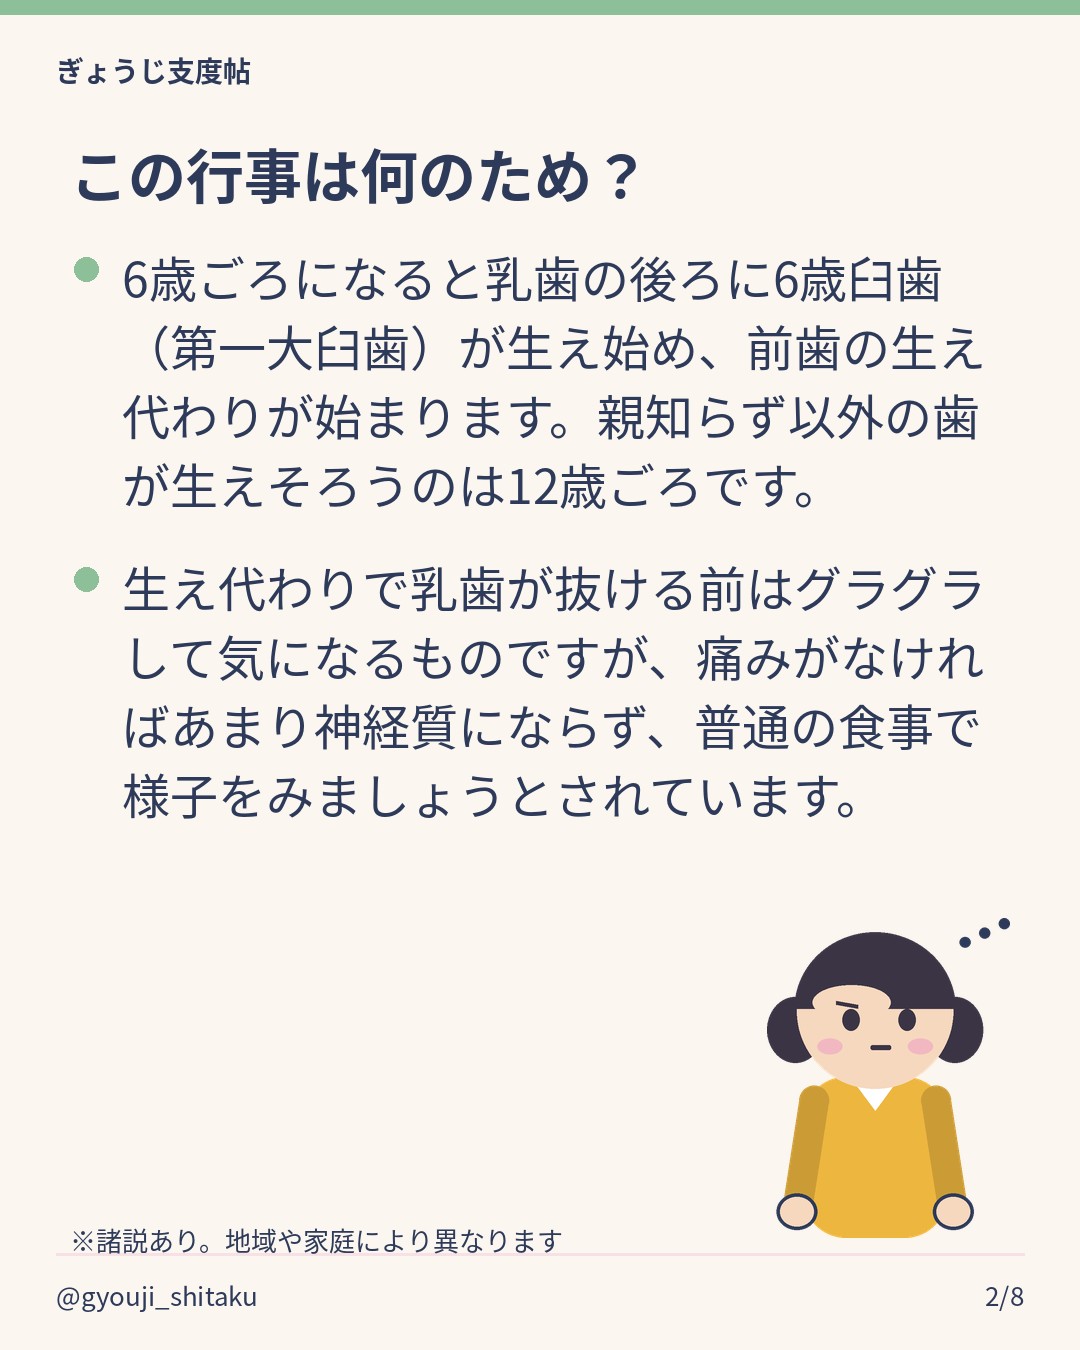 ぎょうじ支度帖
この行事は何のため？
6歳ごろになると乳歯の後ろに6歳臼歯
（第一大臼歯）が生え始め、前歯の生え
代わりが始まります。親知らず以外の歯
が生えそろうのは12歳ごろです。
生え代わりで乳歯が抜ける前はグラグラ
して気になるものですが、痛みがなけれ
ばあまり神経質にならず、普通の食事で
様子をみましょうとされています。
※諸説あり。地域や家庭により異なります
@gyouji_shitaku
2/8